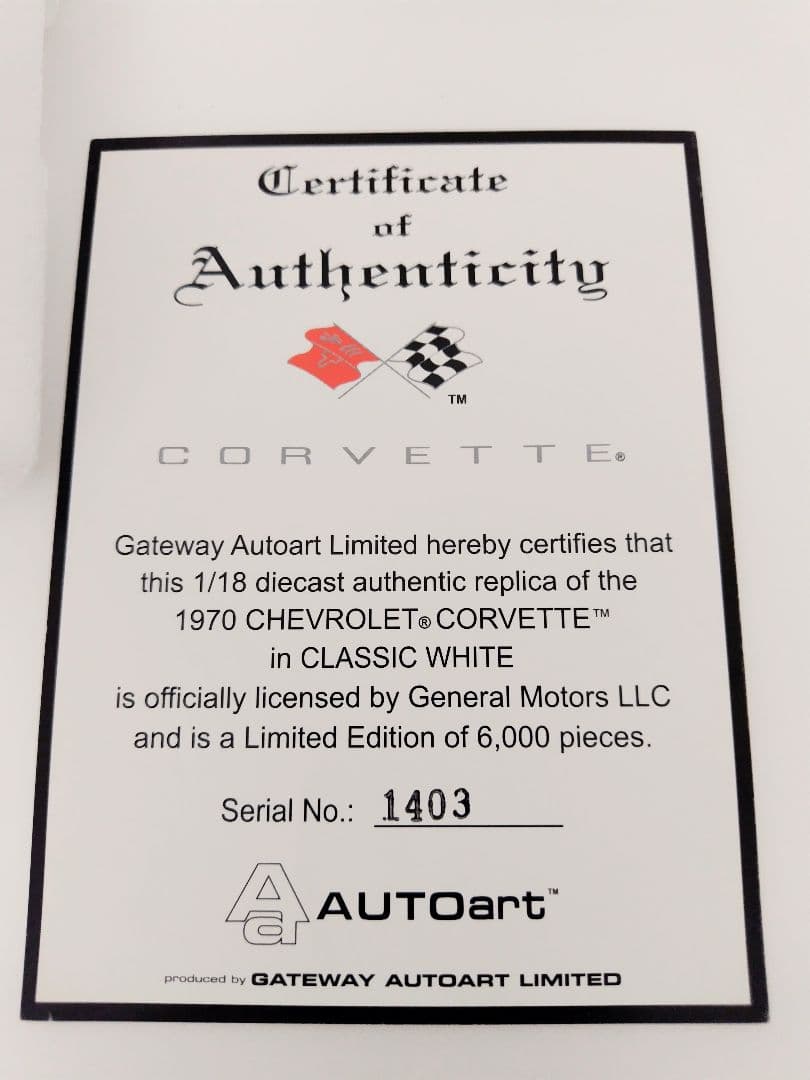 Certificate
of
Authenticity
TM
CORVETTE®
Gateway Autoart Limited hereby certifies that
this 1/18 diecast authentic replica of the
1970 CHEVROLET® CORVETTE™
in CLASSIC WHITE
is officially licensed by General Motors LLC
and is a Limited Edition of 6,000 pieces.
Serial No.: 1403
Aa AUTOart™
produced by GATEWAY AUTOART LIMITED